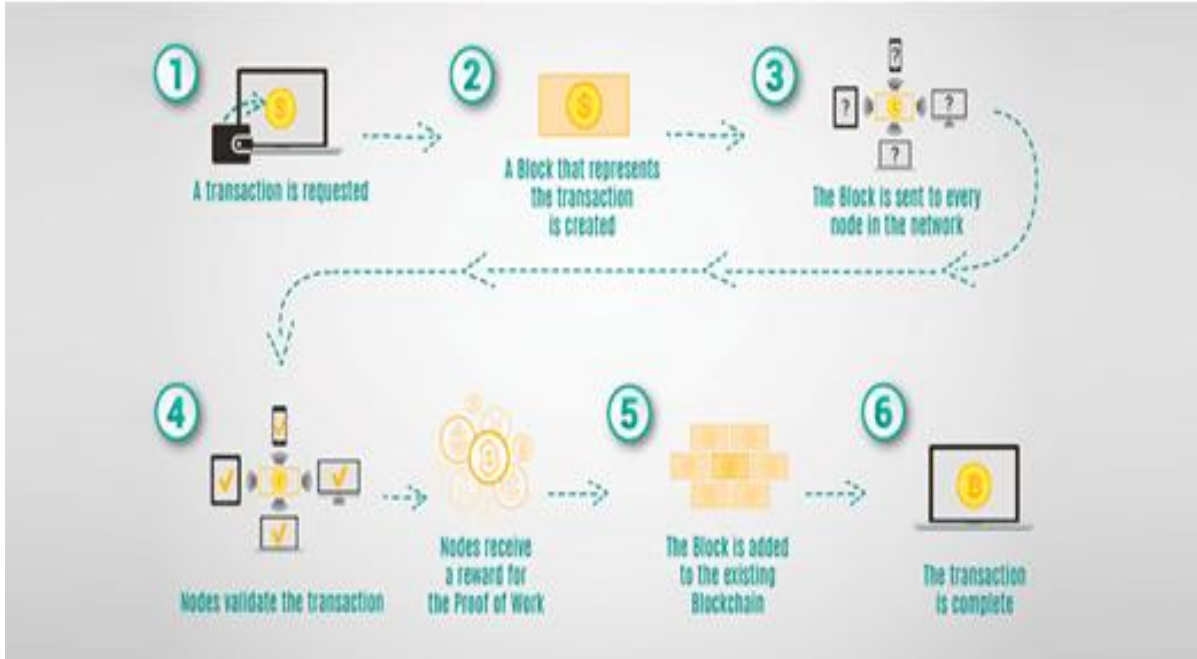 1
A transaction is requested
2
A Block that represents
the transaction
is created
3
?
?
?
?
The Block is sent to every
node in the network
4
Nodes validate the transaction
Nodes receive
a reward for
the Proof of Work
5
The Block is added
to the existing
Blockchain
6
The transaction
is complete